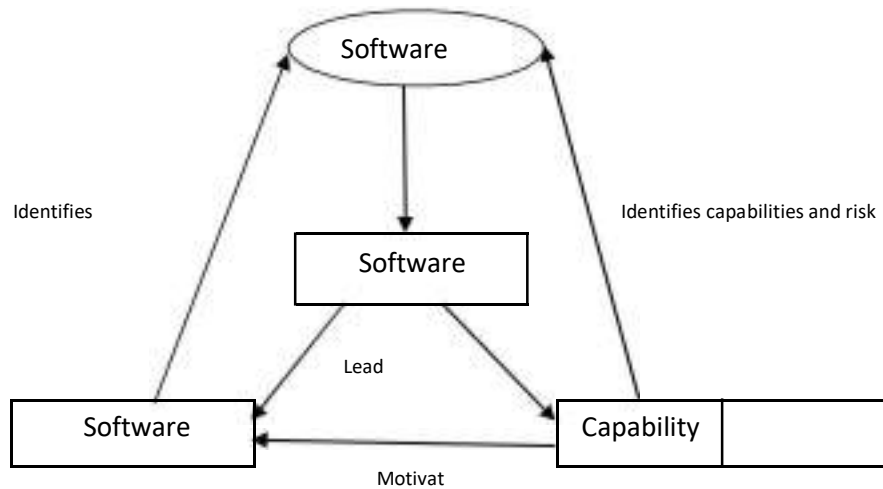 Software
Identifies
Identifies capabilities and risk
Software
Lead
Software
Capability
Motivat